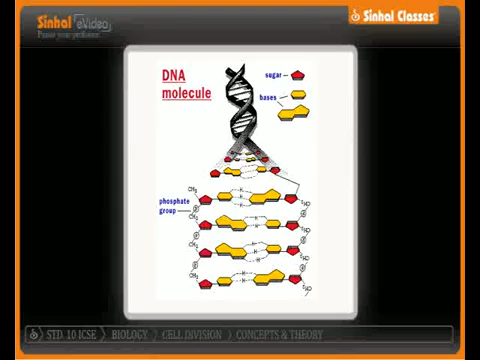 Sinhal eVideo
Sinhal Classes
DNA
molecule
sugar
bases
phosphate
group
STD. 10 ICSE
BIOLOGY
CELL DIVISION
CONCEPTS & THEORY